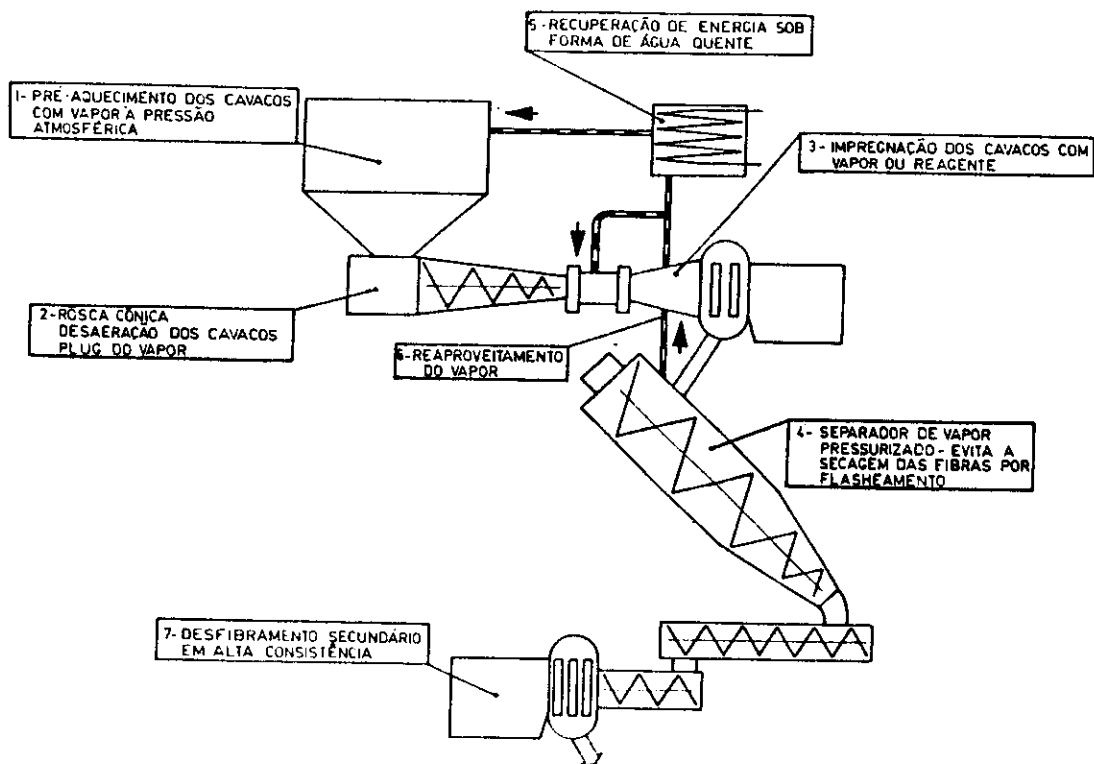 5-RECUPERAÇÃO DE ENERGIA SOB
FORMA DE ÁGUA QUENTE
1- PRÉ-AQUECIMENTO DOS CAVACOS
COM VAPOR À PRESSÃO
ATMOSFÉRICA
3- IMPREGNAÇÃO DOS CAVACOS COM
VAPOR OU REAGENTE
2-ROSCA CÔNICA
DESAERAÇÃO DOS CAVACOS
PLUG DO VAPOR
6-REAPROVEITAMENTO
DO VAPOR
4- SEPARADOR DE VAPOR
PRESSURIZADO - EVITA A
SECAGEM DAS FIBRAS POR
FLASHEAMENTO
7- DESFIBRAMENTO SECUNDÁRIO
EM ALTA CONSISTÊNCIA